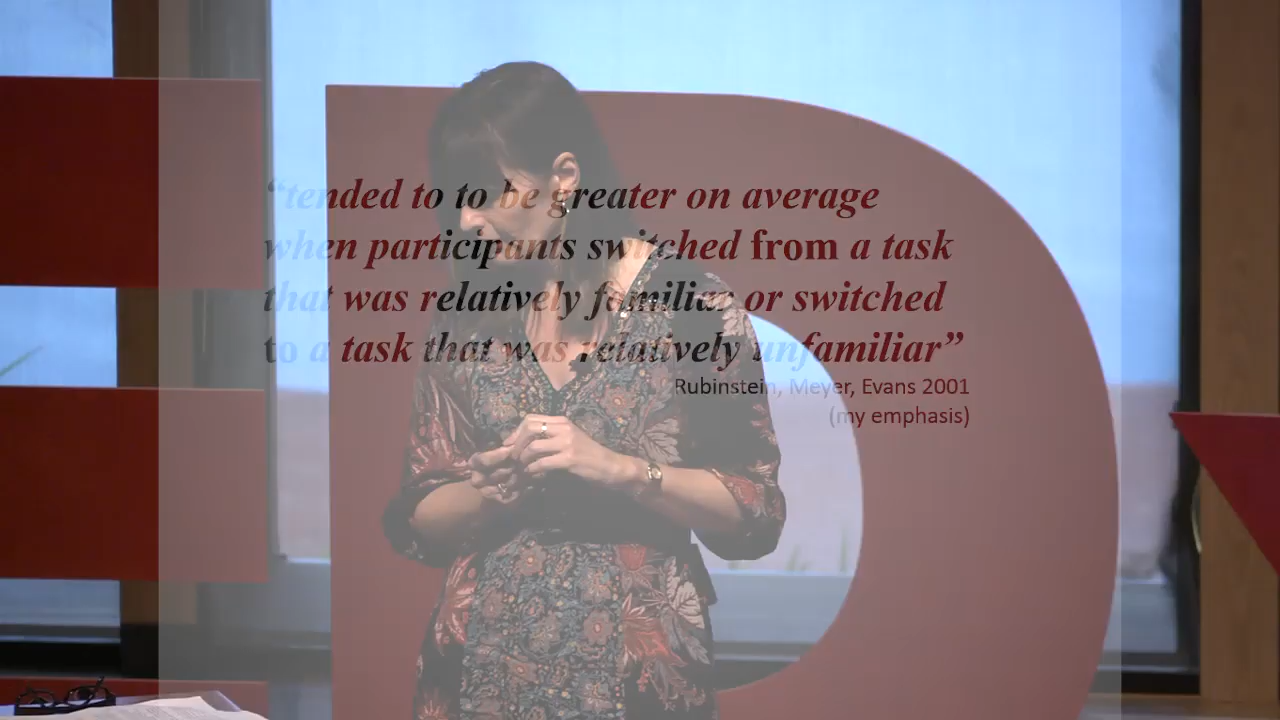 “tended to to be greater on average
when participants switched from a task
that was relatively familiar or switched
to a task that was relatively unfamiliar”
Rubinstein, Meyer, Evans 2001
(my emphasis)